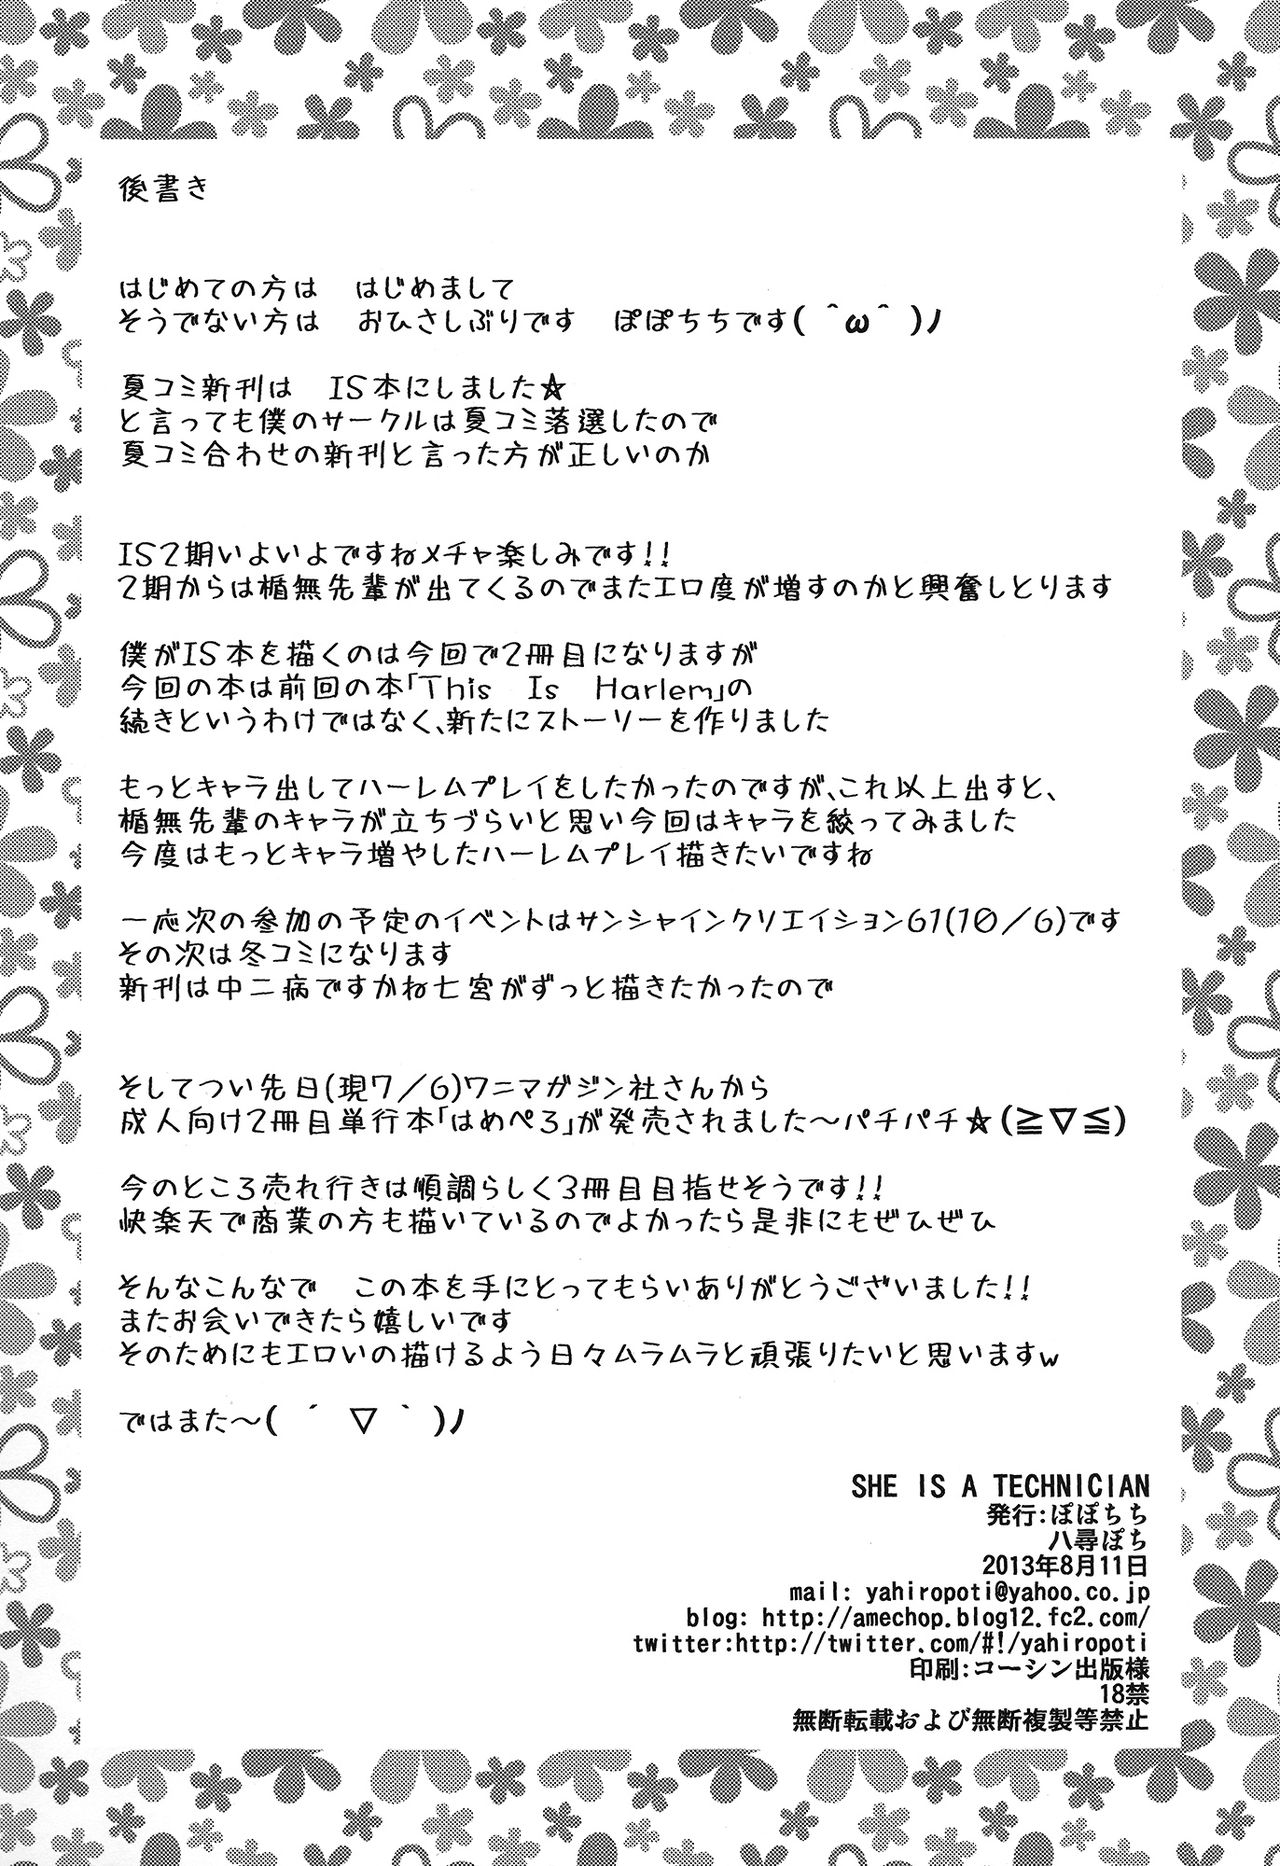 後書き
はじめての方は　はじめまして
そうでない方は　おひさしぶりです　ぽぽちちです( ＾ω＾ )ノ
夏コミ新刊は　IS本にしました☆
と言っても僕のサークルは夏コミ落選したので
夏コミ合わせの新刊と言った方が正しいのか
IS2期いよいよですねメチャ楽しみです!!
2期からは楯無先輩が出てくるのでまたエロ度が増すのかと興奮しとります
僕がIS本を描くのは今回で2冊目になりますが
今回の本は前回の本｢This　Is　Harlem｣の
続きというわけではなく、新たにストーリーを作りました
もっとキャラ出してハーレムプレイをしたかったのですが、これ以上出すと、
楯無先輩のキャラが立ちづらいと思い今回はキャラを絞ってみました
今度はもっとキャラ増やしたハーレムプレイ描きたいですね
一応次の参加の予定のイベントはサンシャインクリエイション61(10／6)です
その次は冬コミになります
新刊は中二病ですかね七宮がずっと描きたかったので
そしてつい先日(現7／6)ワニマガジン社さんから
成人向け2冊目単行本｢はめぺろ｣が発売されました～パチパチ☆(≧▽≦)
今のところ売れ行きは順調らしく3冊目目指せそうです!!
快楽天で商業の方も描いているのでよかったら是非にもぜひぜひ
そんなこんなで　この本を手にとってもらいありがとうございました!!
またお会いできたら嬉しいです
そのためにもエロいの描けるよう日々ムラムラと頑張りたいと思いますw
ではまた～( ´ ▽ ` )ノ
SHE IS A TECHNICIAN
発行:ぽぽちち
八尋ぽち
2013年8月11日
mail: yahiropoti@yahoo.co.jp
blog: http://amechop.blog12.fc2.com/
twitter:http://twitter.com/#!/yahiropoti
印刷:コーシン出版様
18禁
無断転載および無断複製等禁止